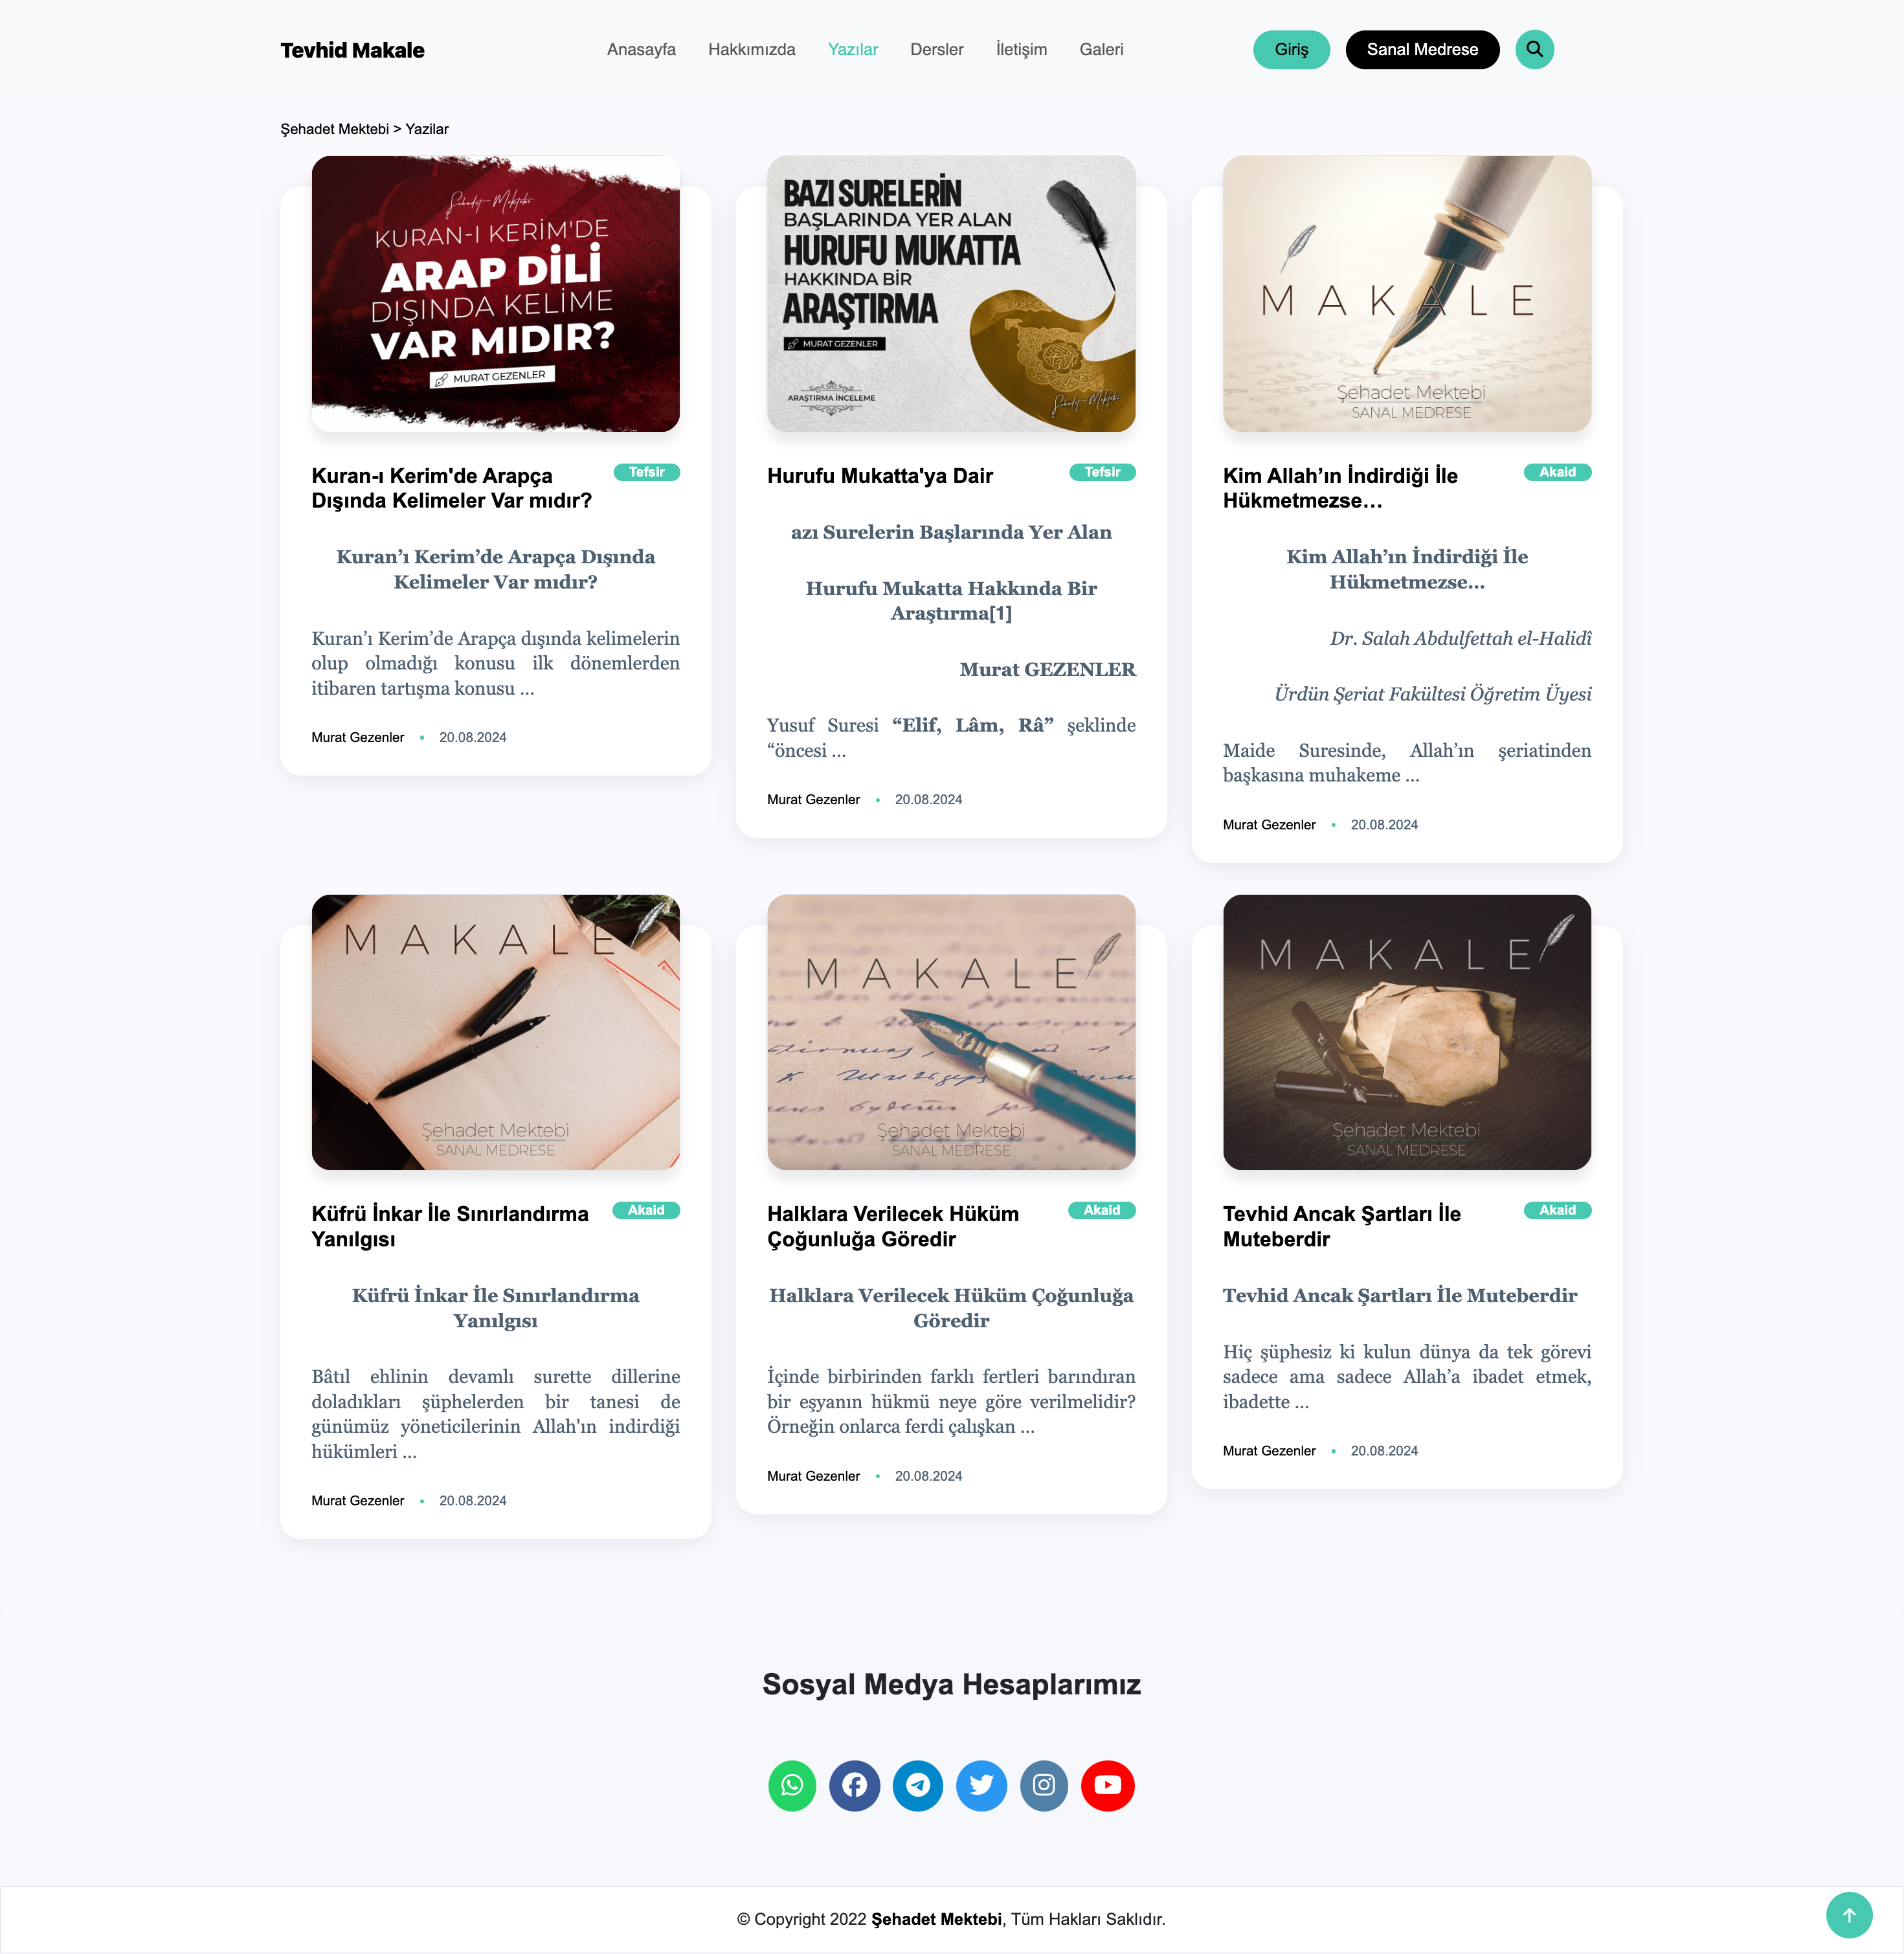 Tevhid Makale
Anasayfa
Hakkımızda
Yazılar
Dersler
İletişim
Galeri
Giriş
Sanal Medrese
Şehadet Mektebi > Yazilar
Şehadet Mektebi
KURAN-I KERİM'DE
ARAP DİLİ
DIŞINDA KELİME
VAR MIDIR?
MURAT GEZENLER
Kuran-ı Kerim'de Arapça
Dışında Kelimeler Var mıdır?
Tefsir
Kuran’ı Kerim’de Arapça Dışında
Kelimeler Var mıdır?
Kuran’ı Kerim’de Arapça dışında kelimelerin
olup olmadığı konusu ilk dönemlerden
itibaren tartışma konusu ...
Murat Gezenler • 20.08.2024
BAZI SURELERİN
BAŞLARINDA YER ALAN
HURUFU MUKATTA
HAKKINDA BİR
ARAŞTIRMA
MURAT GEZENLER
ARAŞTIRMA İNCELEME
Şehadet Mektebi
Hurufu Mukatta'ya Dair
Tefsir
azı Surelerin Başlarında Yer Alan
Hurufu Mukatta Hakkında Bir
Araştırma[1]
Murat GEZENLER
Yusuf Suresi “Elif, Lâm, Râ” şeklinde
“öncesi ...
Murat Gezenler • 20.08.2024
MAKALE
Şehadet Mektebi
SANAL MEDRESE
Kim Allah’ın İndirdiği İle
Hükmetmezse…
Akaid
Kim Allah’ın İndirdiği İle
Hükmetmezse…
Dr. Salah Abdulfettah el-Halidî
Ürdün Şeriat Fakültesi Öğretim Üyesi
Maide Suresinde, Allah’ın şeriatinden
başkasına muhakeme ...
Murat Gezenler • 20.08.2024
MAKALE
Şehadet Mektebi
SANAL MEDRESE
Küfrü İnkar İle Sınırlandırma
Yanılgısı
Akaid
Küfrü İnkar İle Sınırlandırma
Yanılgısı
Bâtıl ehlinin devamlı surette dillerine
doladıkları şüphelerden bir tanesi de
günümüz yöneticilerinin Allah'ın indirdiği
hükümleri ...
Murat Gezenler • 20.08.2024
MAKALE
Şehadet Mektebi
SANAL MEDRESE
Halklara Verilecek Hüküm
Çoğunluğa Göredir
Akaid
Halklara Verilecek Hüküm Çoğunluğa
Göredir
İçinde birbirinden farklı fertleri barındıran
bir eşyanın hükmü neye göre verilmelidir?
Örneğin onlarca ferdi çalışkan ...
Murat Gezenler • 20.08.2024
MAKALE
Şehadet Mektebi
SANAL MEDRESE
Tevhid Ancak Şartları İle
Muteberdir
Akaid
Tevhid Ancak Şartları İle Muteberdir
Hiç şüphesiz ki kulun dünya da tek görevi
sadece ama sadece Allah’a ibadet etmek,
ibadette ...
Murat Gezenler • 20.08.2024
Sosyal Medya Hesaplarımız
© Copyright 2022 Şehadet Mektebi, Tüm Hakları Saklıdır.